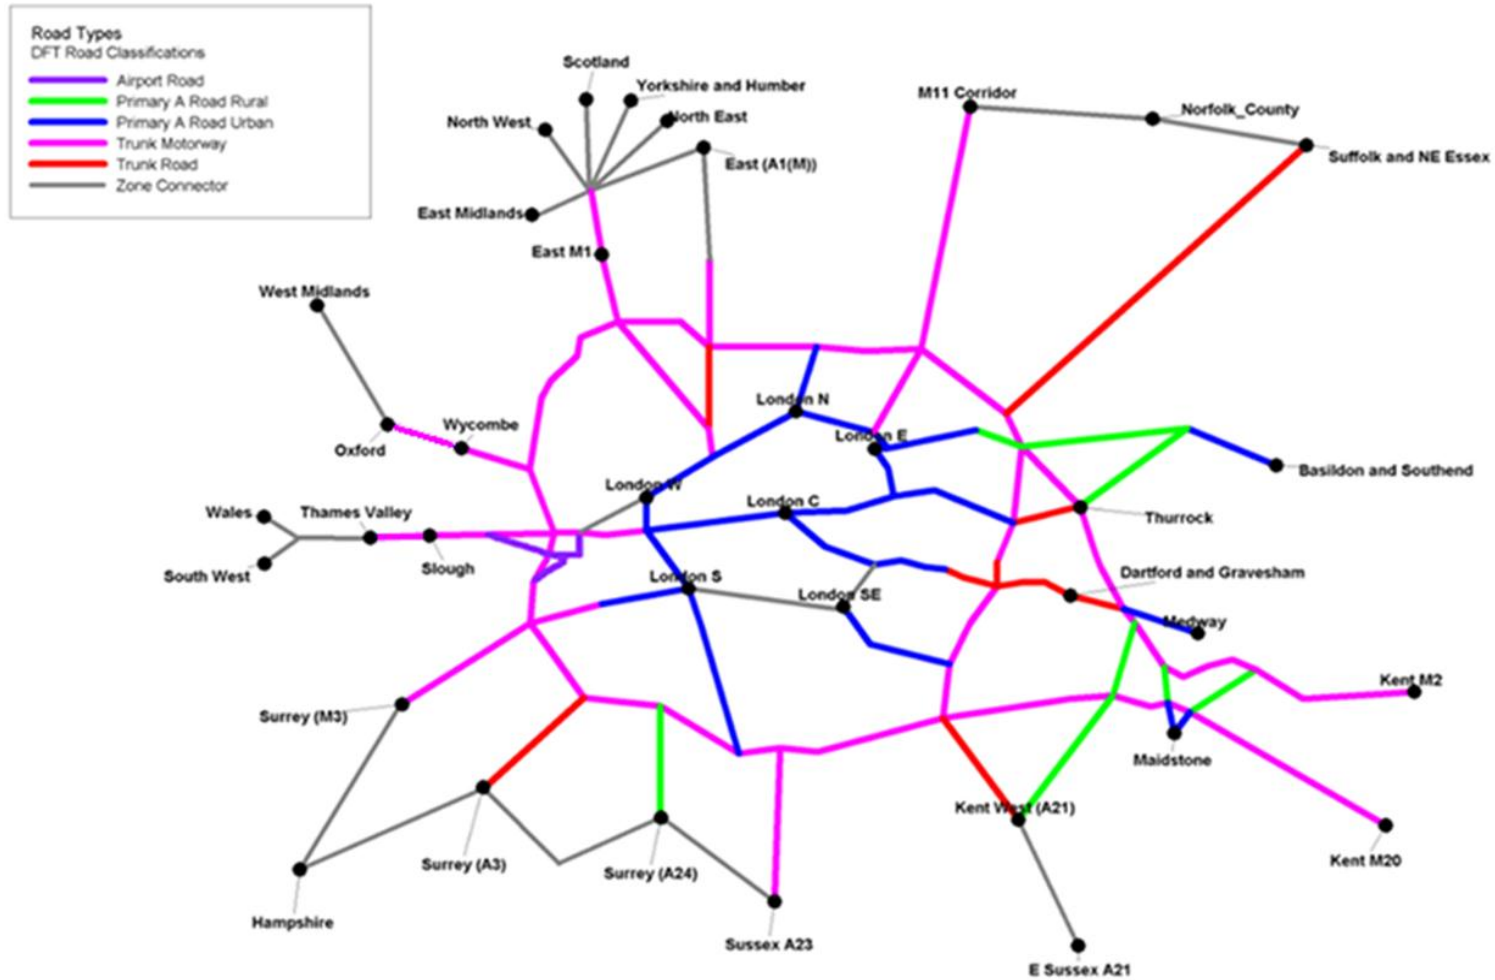 Road Types
DFT Road Classifications
Airport Road
Primary A Road Rural
Primary A Road Urban
Trunk Motorway
Trunk Road
Zone Connector
Scotland
Yorkshire and Humber
North West
North East
East (A1(M))
East Midlands
East M1
M11 Corridor
Norfolk_County
Suffolk and NE Essex
West Midlands
Oxford
Wycombe
London N
London E
Basildon and Southend
Wales
Thames Valley
London W
London C
Thurrock
South West
Slough
London S
London SE
Dartford and Gravesham
Medway
Surrey (M3)
Kent M2
Maidstone
Kent West (A21)
Surrey (A3)
Surrey (A24)
Kent M20
Hampshire
Sussex A23
E Sussex A21